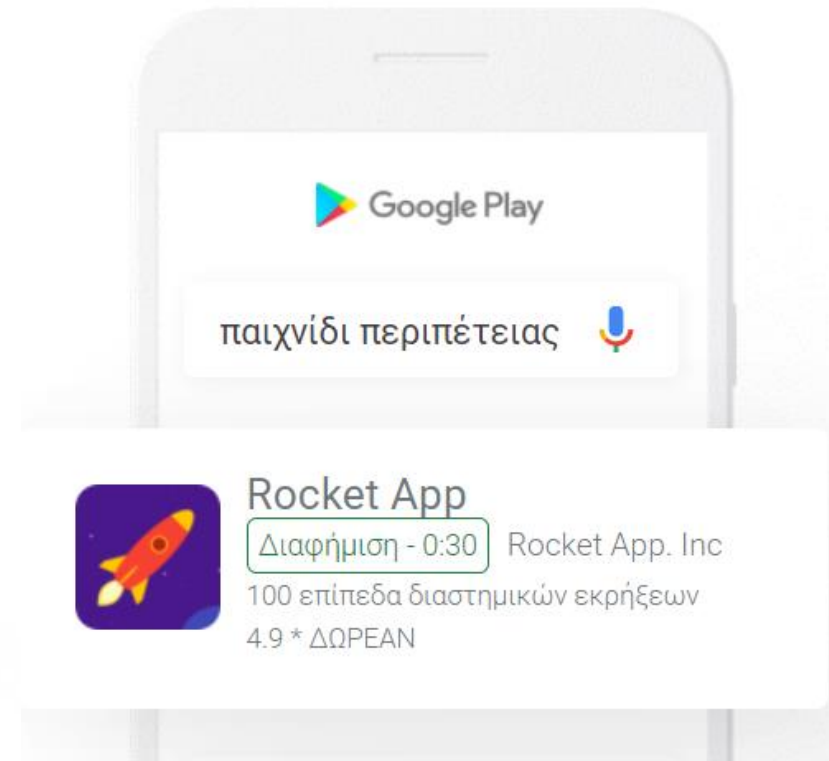 Google Play
παιχνίδι περιπέτειας
Rocket App
Διαφήμιση - 0:30 Rocket App. Inc
100 επίπεδα διαστημικών εκρήξεων
4.9 * ΔΩΡΕΑΝ